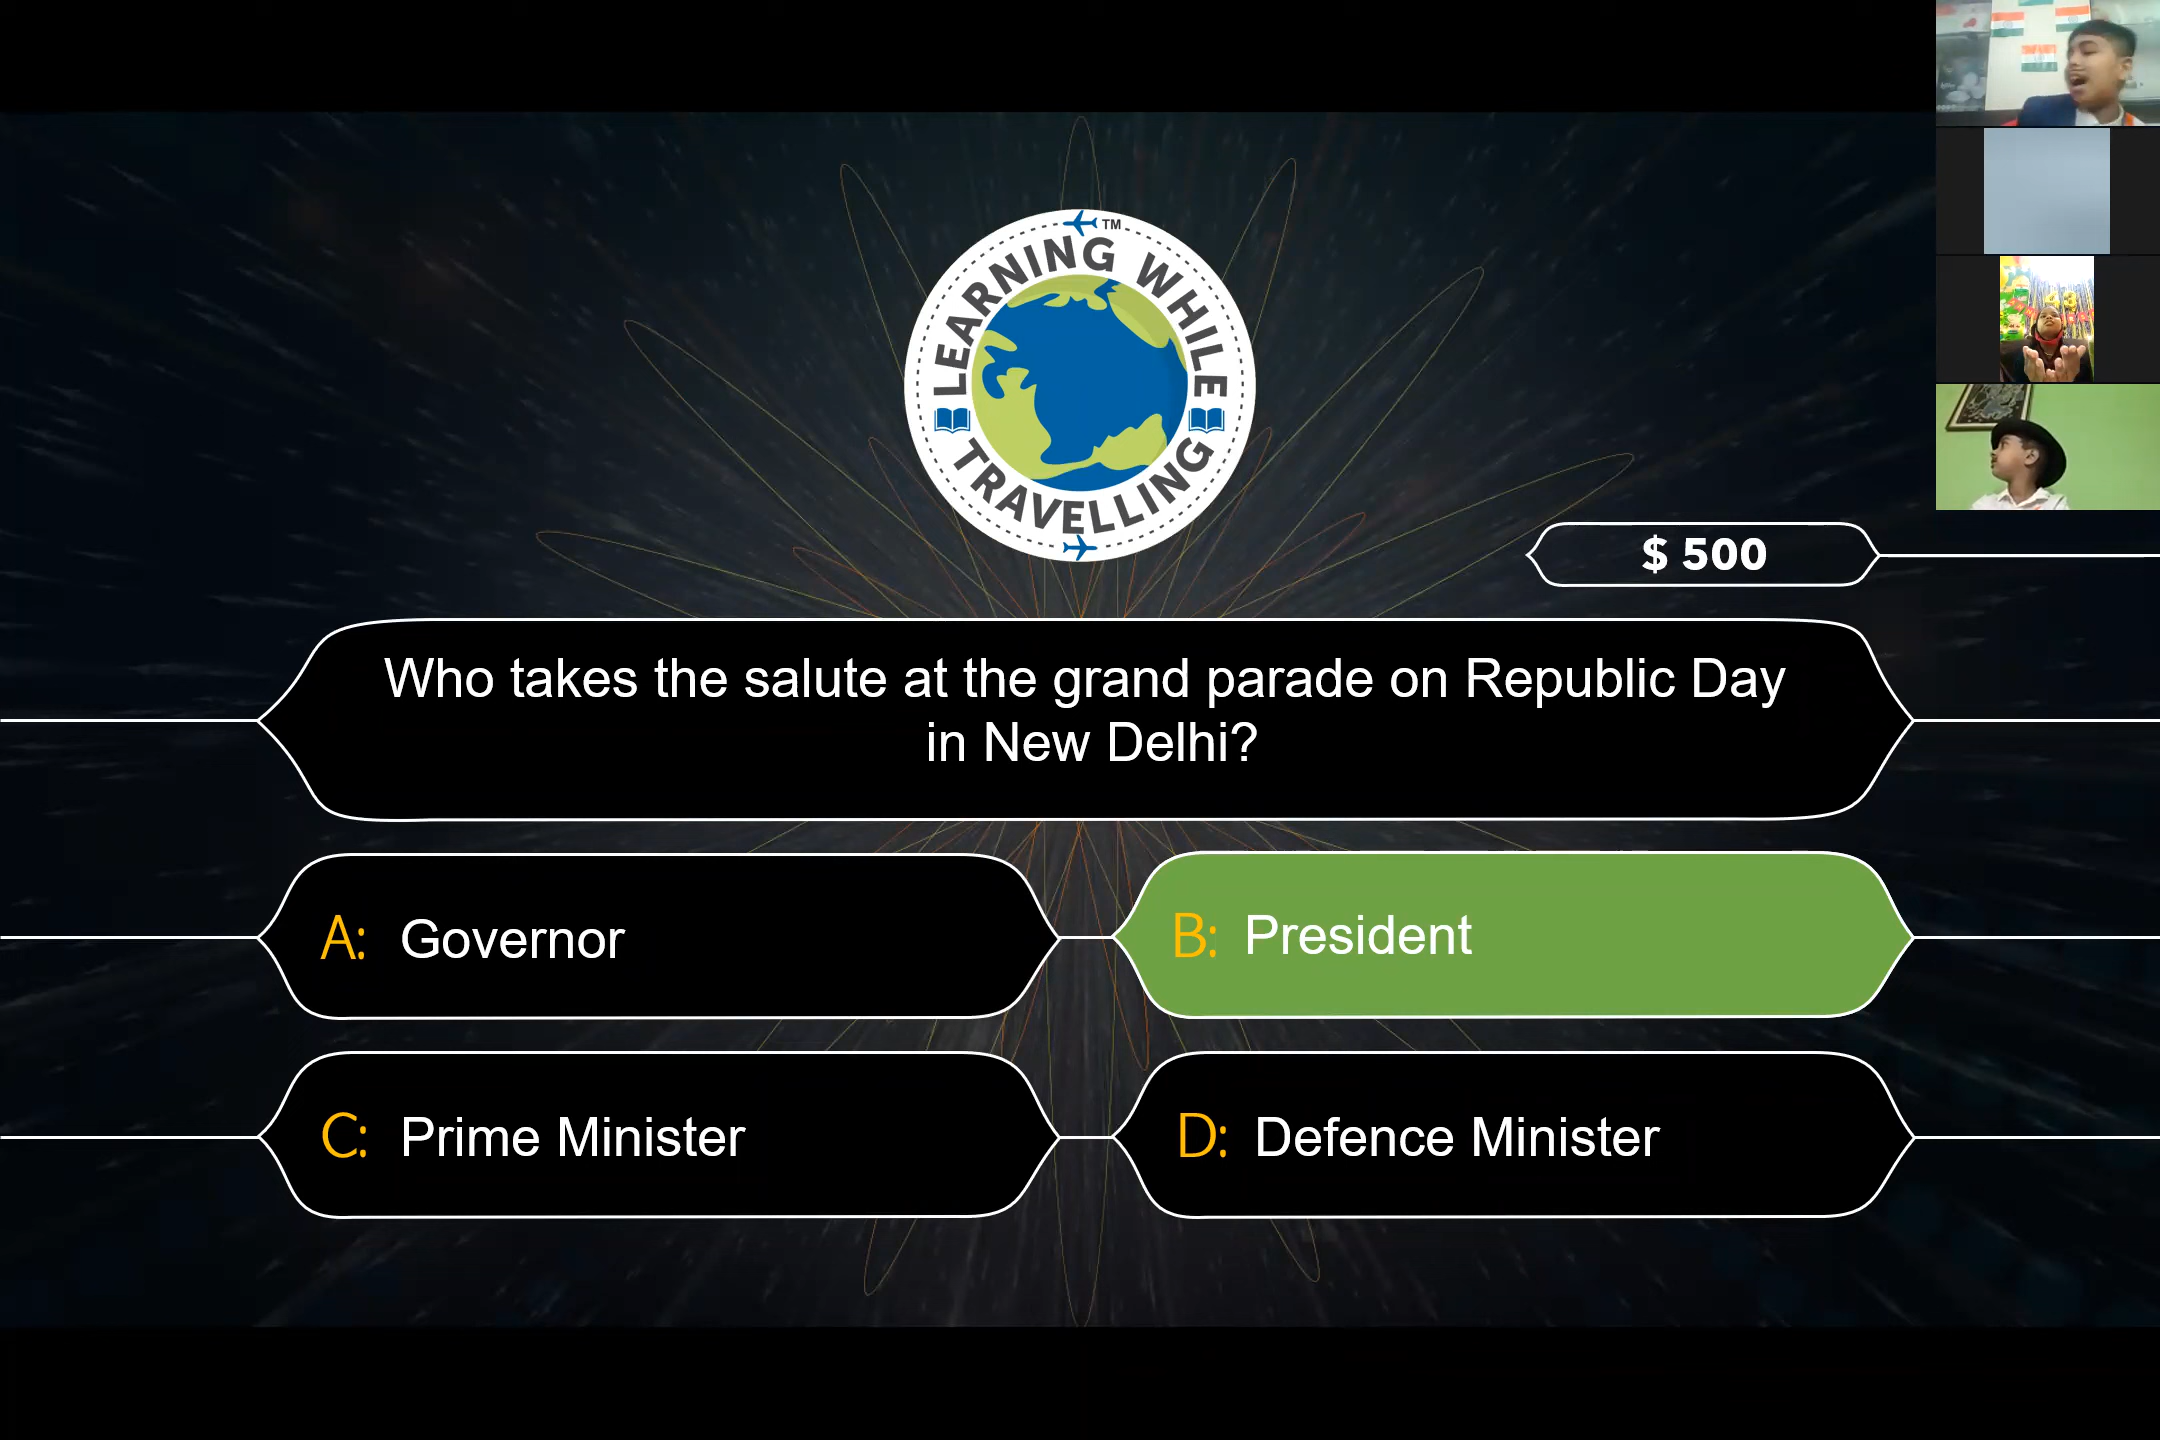 LEARNING WHILE
TRAVELLING
TM
43
$ 500
Who takes the salute at the grand parade on Republic Day
in New Delhi?
A: Governor
B: President
C: Prime Minister
D: Defence Minister